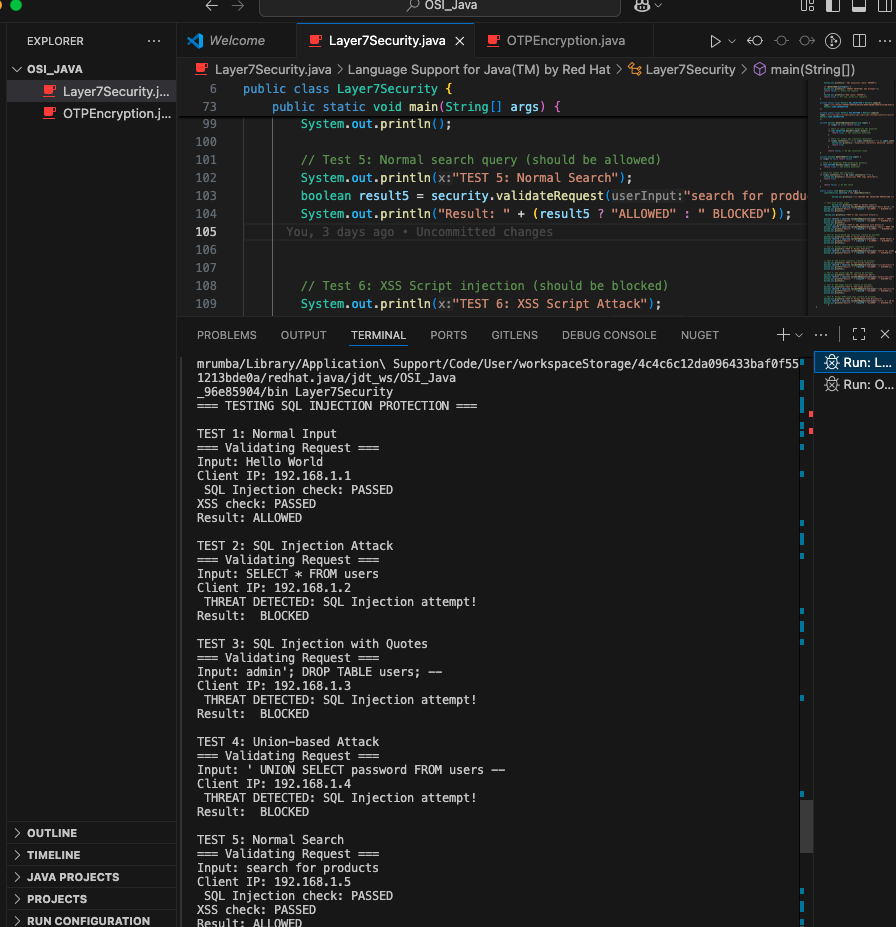 OSI_Java
EXPLORER
OSI_JAVA
Layer7Security.j...
OTPEncryption.j...
Welcome
Layer7Security.java
OTPEncryption.java
Layer7Security.java > Language Support for Java(TM) by Red Hat > Layer7Security > main(String[])
6 public class Layer7Security {
73 public static void main(String[] args) {
99 System.out.println();
100
101 // Test 5: Normal search query (should be allowed)
102 System.out.println(x:"TEST 5: Normal Search");
103 boolean result5 = security.validateRequest(userInput:"search for produ
104 System.out.println("Result: " + (result5 ? "ALLOWED" : " BLOCKED"));
105 You, 3 days ago • Uncommitted changes
106
107
108 // Test 6: XSS Script injection (should be blocked)
109 System.out.println(x:"TEST 6: XSS Script Attack");
PROBLEMS OUTPUT TERMINAL PORTS GITLENS DEBUG CONSOLE NUGET
mrumba/Library/Application\ Support/Code/User/workspaceStorage/4c4c6c12da096433baf0f55
1213bde0a/redhat.java/jdt_ws/OSI_Java
_96e85904/bin Layer7Security
=== TESTING SQL INJECTION PROTECTION ===
TEST 1: Normal Input
=== Validating Request ===
Input: Hello World
Client IP: 192.168.1.1
SQL Injection check: PASSED
XSS check: PASSED
Result: ALLOWED
TEST 2: SQL Injection Attack
=== Validating Request ===
Input: SELECT * FROM users
Client IP: 192.168.1.2
THREAT DETECTED: SQL Injection attempt!
Result:  BLOCKED
TEST 3: SQL Injection with Quotes
=== Validating Request ===
Input: admin'; DROP TABLE users; --
Client IP: 192.168.1.3
THREAT DETECTED: SQL Injection attempt!
Result:  BLOCKED
TEST 4: Union-based Attack
=== Validating Request ===
Input: ' UNION SELECT password FROM users --
Client IP: 192.168.1.4
THREAT DETECTED: SQL Injection attempt!
Result:  BLOCKED
TEST 5: Normal Search
=== Validating Request ===
Input: search for products
Client IP: 192.168.1.5
SQL Injection check: PASSED
XSS check: PASSED
Result: ALLOWED
Run: L...
Run: O...
OUTLINE
TIMELINE
JAVA PROJECTS
PROJECTS
RUN CONFIGURATION